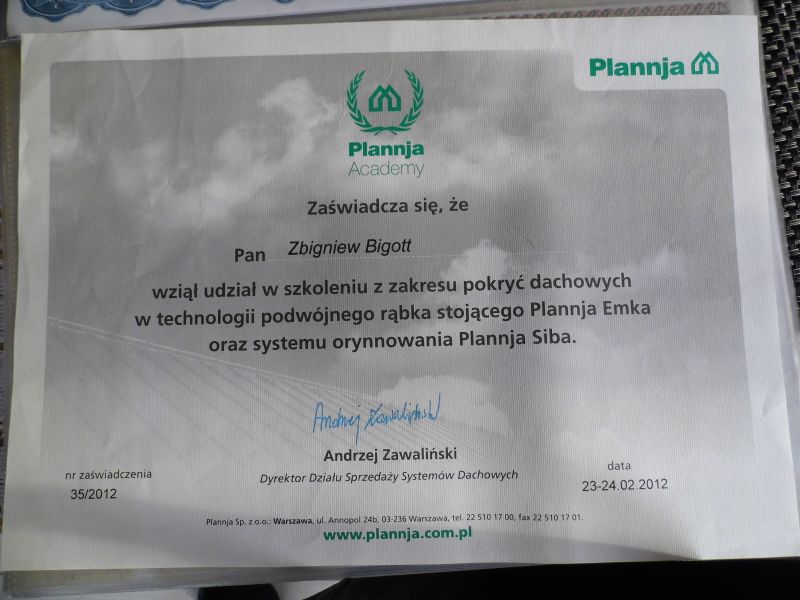 Plannja
Plannja
Academy
Zaświadcza się, że
Pan Zbigniew Bigott
wziął udział w szkoleniu z zakresu pokryć dachowych
w technologii podwójnego rąbka stojącego Plannja Emka
oraz systemu orynnowania Plannja Siba.
Andrzej Zawaliński
Andrzej Zawaliński
Dyrektor Działu Sprzedaży Systemów Dachowych
nr zaświadczenia
35/2012
data
23-24.02.2012
Plannja Sp. z o.o.: Warszawa, ul. Annopol 24b, 03-236 Warszawa, tel. 22 510 17 00, fax 22 510 17 01.
www.plannja.com.pl